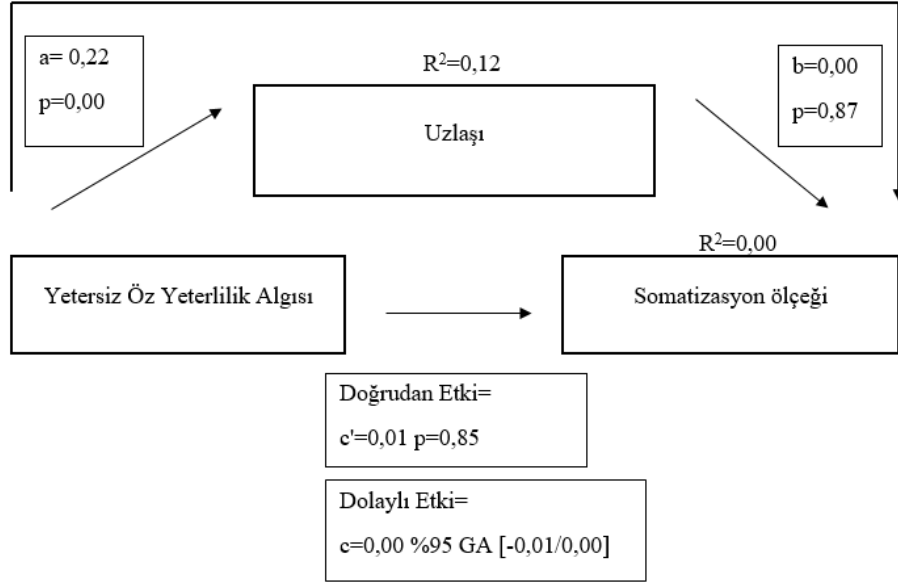 a= 0,22
p=0,00
R²=0,12
Uzlaşı
b=0,00
p=0,87
R²=0,00
Yetersiz Öz Yeterlilik Algısı
Somatizasyon ölçeği
Doğrudan Etki=
c'=0,01 p=0,85
Dolaylı Etki=
c=0,00 %95 GA [-0,01/0,00]